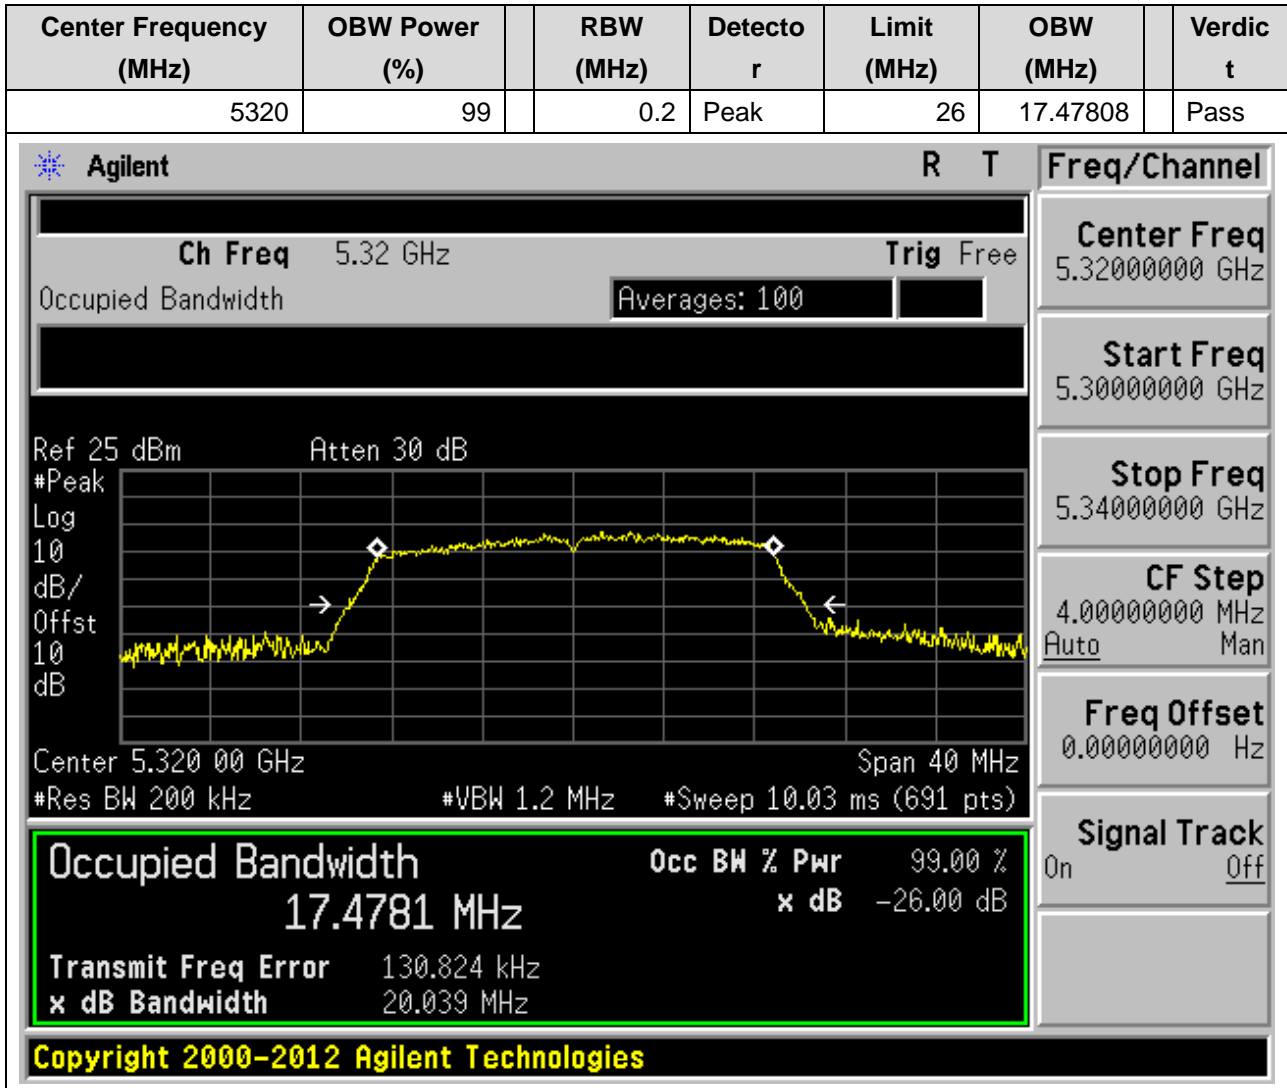 Center Frequency OBW Power RBW Detecto Limit OBW Verdic
(MHz) (%) (MHz) r (MHz) (MHz) t
5320 99 0.2 Peak 26 17.47808 Pass
Agilent R T Freq/Channel
Ch Freq 5.32 GHz Trig Free
Occupied Bandwidth Averages: 100
Center Freq
5.32000000 GHz
Start Freq
5.30000000 GHz
Stop Freq
5.34000000 GHz
CF Step
4.00000000 MHz
Auto Man
Freq Offset
0.00000000 Hz
Signal Track
On Off
Ref 25 dBm Atten 30 dB
#Peak
Log
10
dB/
Offst
10
dB
Center 5.320 00 GHz Span 40 MHz
#Res BW 200 kHz #VBW 1.2 MHz #Sweep 10.03 ms (691 pts)
Occupied Bandwidth Occ BW % Pwr 99.00 %
17.4781 MHz x dB -26.00 dB
Transmit Freq Error 130.824 kHz
x dB Bandwidth 20.039 MHz
Copyright 2000-2012 Agilent Technologies